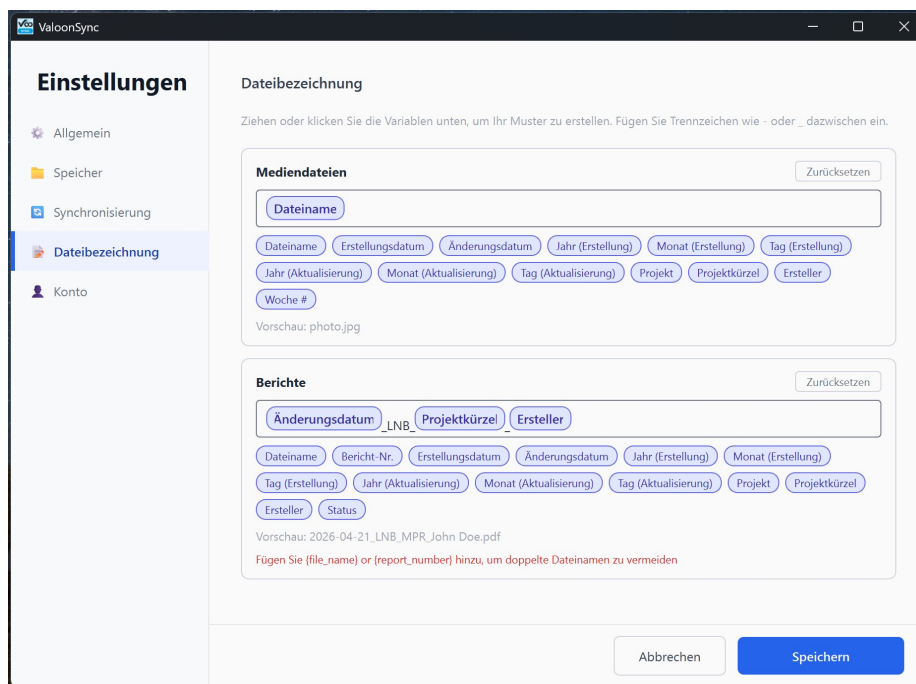 ValoonSync
Einstellungen
Allgemein
Speicher
Synchronisierung
Dateibezeichnung
Konto
Dateibezeichnung
Ziehen oder klicken Sie die Variablen unten, um Ihr Muster zu erstellen. Fügen Sie Trennzeichen wie - oder _ dazwischen ein.
Mediendateien Zurücksetzen
Dateiname
Dateiname Erstellungsdatum Änderungsdatum Jahr (Erstellung) Monat (Erstellung) Tag (Erstellung)
Jahr (Aktualisierung) Monat (Aktualisierung) Tag (Aktualisierung) Projekt Projektkürzel Ersteller
Woche #
Vorschau: photo.jpg
Berichte Zurücksetzen
Änderungsdatum _LNB_ Projektkürzel _ Ersteller
Dateiname Bericht-Nr. Erstellungsdatum Änderungsdatum Jahr (Erstellung) Monat (Erstellung)
Tag (Erstellung) Jahr (Aktualisierung) Monat (Aktualisierung) Tag (Aktualisierung) Projekt Projektkürzel
Ersteller Status
Vorschau: 2026-04-21_LNB_MPR_John Doe.pdf
Fügen Sie {file_name} or {report_number} hinzu, um doppelte Dateinamen zu vermeiden
Abbrechen Speichern